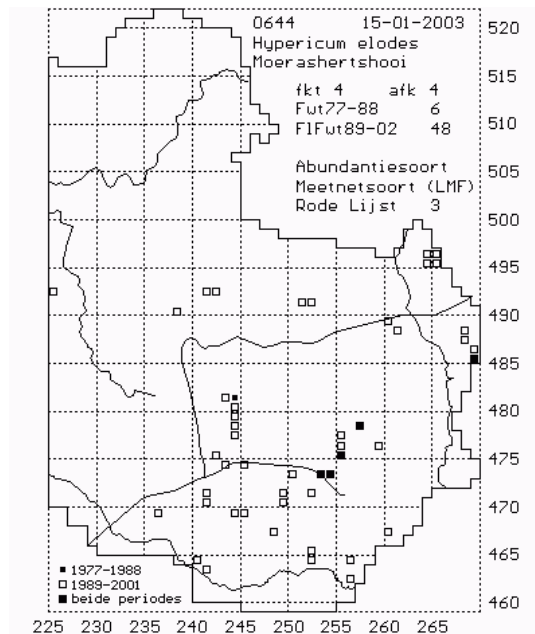 0644 15-01-2003
Hypericum elodes
Moerashertshooi
fkt 4 afk 4
Fut77-88 6
FlFut89-02 48
Abundantiesoort
Meetnetsoort (LMF)
Rode Lijst 3
520
515
510
505
500
495
490
485
480
475
470
465
460
1977-1988
1989-2001
beide periodes
225 230 235 240 245 250 255 260 265